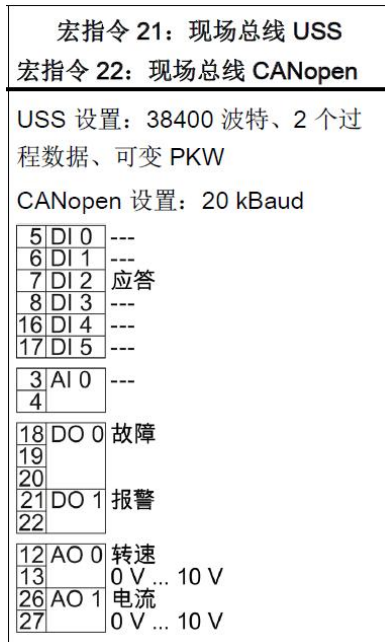 宏指令 21：现场总线 USS
宏指令 22：现场总线 CANopen
USS 设置：38400 波特、2 个过
程数据、可变 PKW
CANopen 设置：20 kBaud
5 DI 0 ---
6 DI 1 ---
7 DI 2 应答
8 DI 3 ---
16 DI 4 ---
17 DI 5 ---
3 AI 0 ---
4
18 DO 0 故障
19
20
21 DO 1 报警
22
12 AO 0 转速
13 0 V ... 10 V
26 AO 1 电流
27 0 V ... 10 V